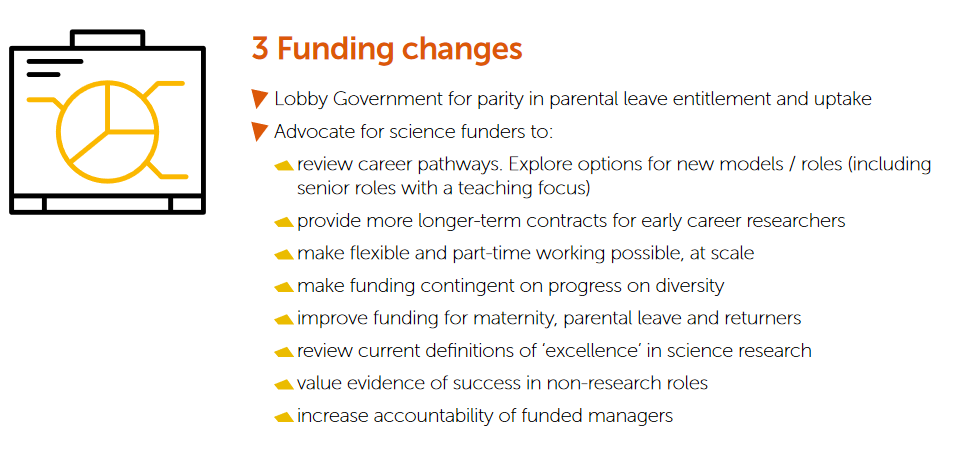 3 Funding changes
Lobby Government for parity in parental leave entitlement and uptake
Advocate for science funders to:
review career pathways. Explore options for new models / roles (including
senior roles with a teaching focus)
provide more longer-term contracts for early career researchers
make flexible and part-time working possible, at scale
make funding contingent on progress on diversity
improve funding for maternity, parental leave and returners
review current definitions of ‘excellence’ in science research
value evidence of success in non-research roles
increase accountability of funded managers